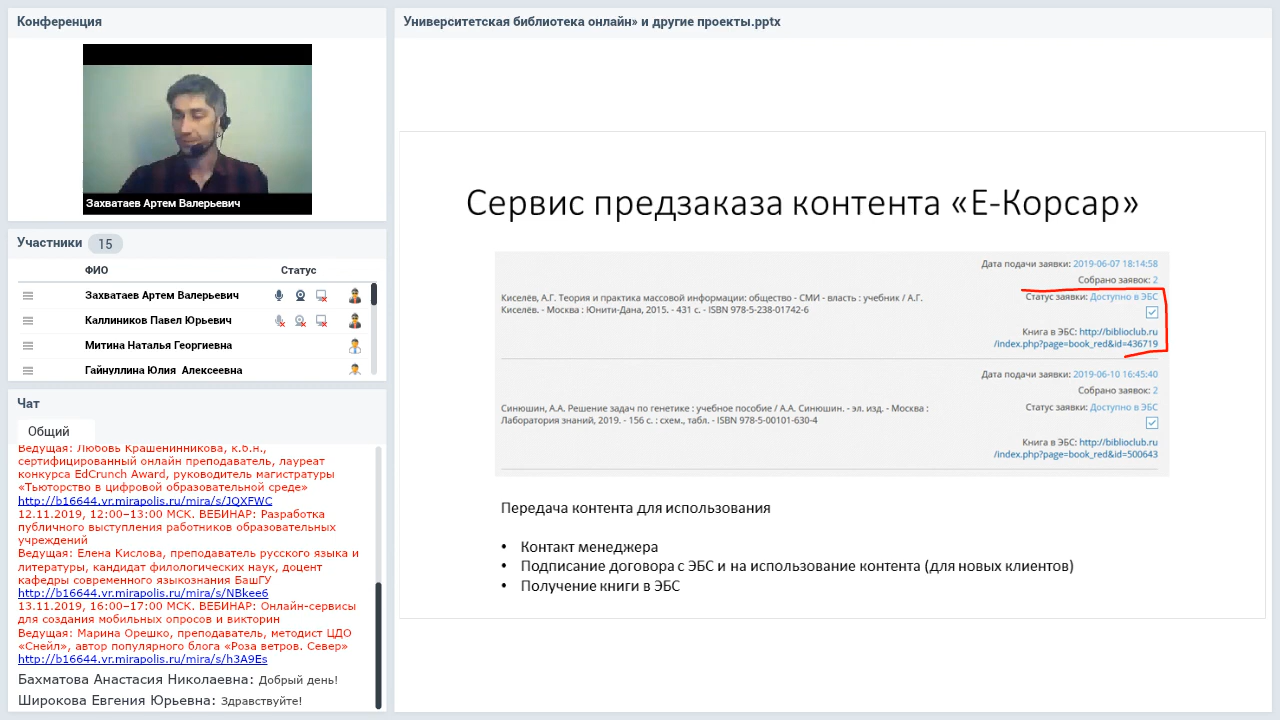 Конференция
Захватаев Артем Валерьевич
Участники 15
ФИО Статус
Захватаев Артем Валерьевич
Каллиников Павел Юрьевич
Митина Наталья Георгиевна
Гайнуллина Юлия Алексеевна
Чат
Общий
Ведущая: Любовь Крашенинникова, к.б.н.,
сертифицированный онлайн преподаватель, лауреат
конкурса EdCrunch Award, руководитель магистратуры
«Тьюторство в цифровой образовательной среде»
http://b16644.vr.mirapolis.ru/mira/s/JQXFWC
12.11.2019, 12:00–13:00 МСК. ВЕБИНАР: Разработка
публичного выступления работников образовательных
учреждений
Ведущая: Елена Кислова, преподаватель русского языка и
литературы, кандидат филологических наук, доцент
кафедры современного языкознания БашГУ
http://b16644.vr.mirapolis.ru/mira/s/NBkee6
13.11.2019, 16:00–17:00 МСК. ВЕБИНАР: Онлайн-сервисы
для создания мобильных опросов и викторин
Ведущая: Марина Орешко, преподаватель, методист ЦДО
«Снейл», автор популярного блога «Роза ветров. Север»
http://b16644.vr.mirapolis.ru/mira/s/h3A9Es
Бахматова Анастасия Николаевна: Добрый день!
Широкова Евгения Юрьевна: Здравствуйте!
Университетская библиотека онлайн» и другие проекты.pptx
Сервис предзаказа контента «Е-Корсар»
Дата подачи заявки: 2019-06-07 18:14:58
Собрано заявок: 2
Статус заявки: Доступно в ЭБС
Киселёв, А.Г. Теория и практика массовой информации: общество - СМИ - власть : учебник / А.Г.
Киселёв. - Москва : Юнити-Дана, 2015. - 431 с. - ISBN 978-5-238-01742-6
Книга в ЭБС: http://biblioclub.ru
/index.php?page=book_red&id=436719
Дата подачи заявки: 2019-06-10 16:45:40
Собрано заявок: 2
Статус заявки: Доступно в ЭБС
Синюшин, А.А. Решение задач по генетике : учебное пособие / А.А. Синюшин. - эл. изд. - Москва :
Лаборатория знаний, 2019. - 156 с. : схем., табл. - ISBN 978-5-00101-630-4
Книга в ЭБС: http://biblioclub.ru
/index.php?page=book_red&id=500643
Передача контента для использования
• Контакт менеджера
• Подписание договора с ЭБС и на использование контента (для новых клиентов)
• Получение книги в ЭБС